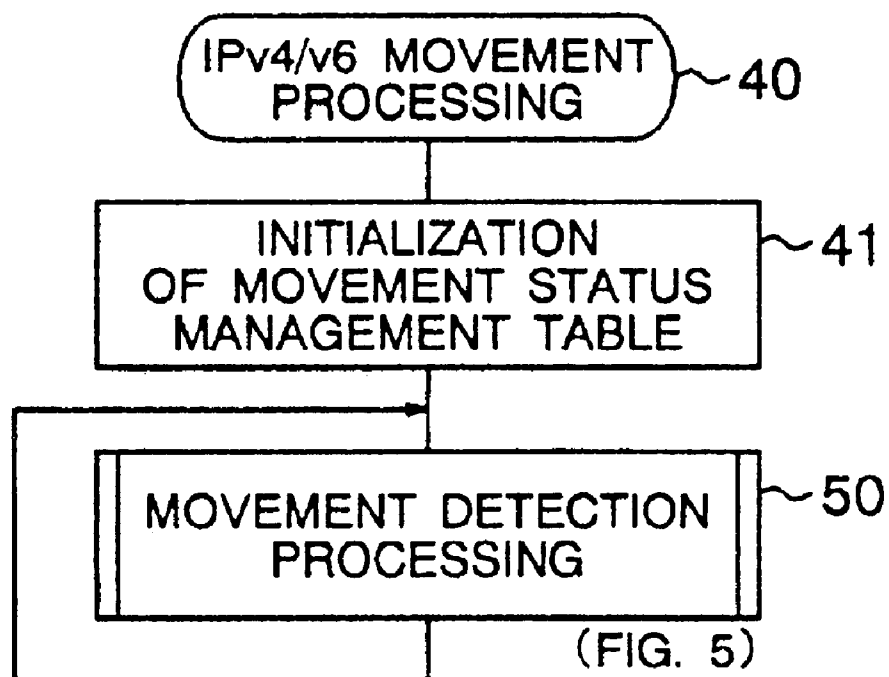 IPv4/v6 MOVEMENT
PROCESSING
40
INITIALIZATION
OF MOVEMENT STATUS
MANAGEMENT TABLE
41
MOVEMENT DETECTION
PROCESSING
50
(FIG. 5)